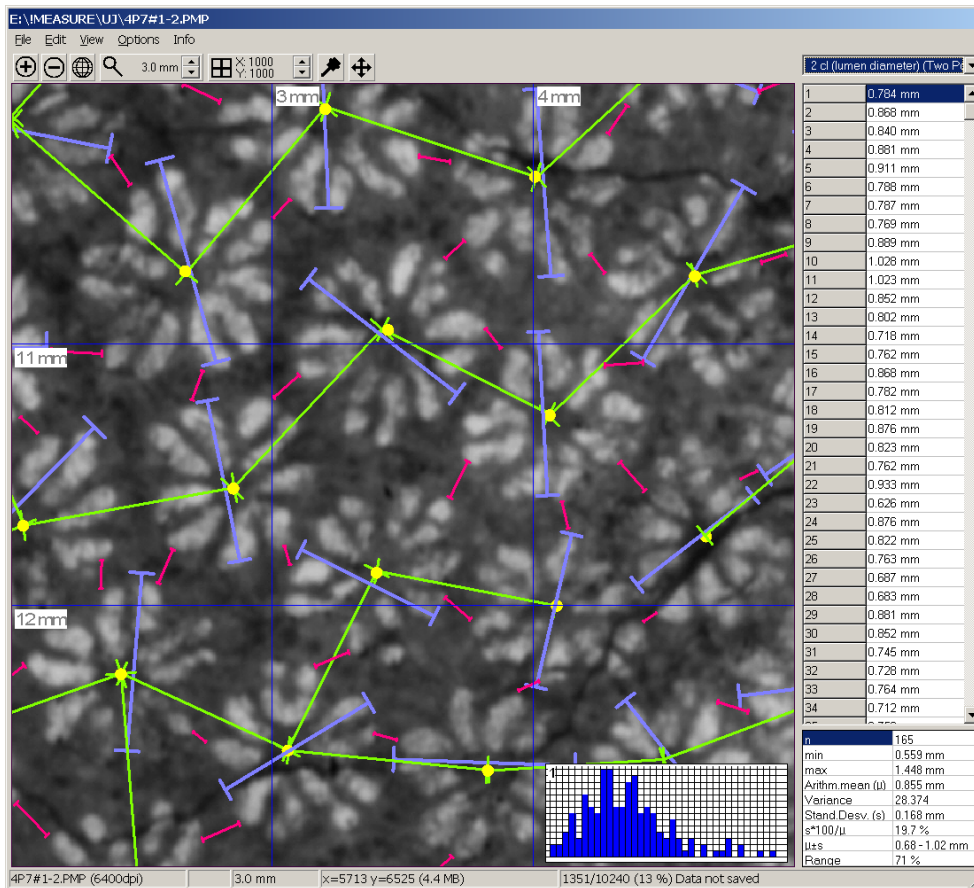 E:\!MEASURE\UJ\4P7#1-2.PMP
File Edit View Options Info
3.0 mm X: 1000 Y: 1000
2 cl (lumen diameter) (Two
3 mm 4 mm
11 mm
12 mm
1 0.784 mm
2 0.868 mm
3 0.840 mm
4 0.881 mm
5 0.911 mm
6 0.788 mm
7 0.787 mm
8 0.769 mm
9 0.889 mm
10 1.028 mm
11 1.023 mm
12 0.852 mm
13 0.802 mm
14 0.718 mm
15 0.762 mm
16 0.868 mm
17 0.782 mm
18 0.812 mm
19 0.876 mm
20 0.823 mm
21 0.762 mm
22 0.933 mm
23 0.626 mm
24 0.876 mm
25 0.822 mm
26 0.763 mm
27 0.687 mm
28 0.683 mm
29 0.881 mm
30 0.852 mm
31 0.745 mm
32 0.728 mm
33 0.764 mm
34 0.712 mm
n 165
min 0.559 mm
max 1.448 mm
Arithm.mean (μ) 0.855 mm
Variance 28.374
Stand.Desv. (s) 0.168 mm
s*100/μ 19.7 %
μ±s 0.68 - 1.02 mm
Range 71 %
1
4P7#1-2.PMP (6400dpi) 3.0 mm x=5713 y=6525 (4.4 MB) 1351/10240 (13 %) Data not saved